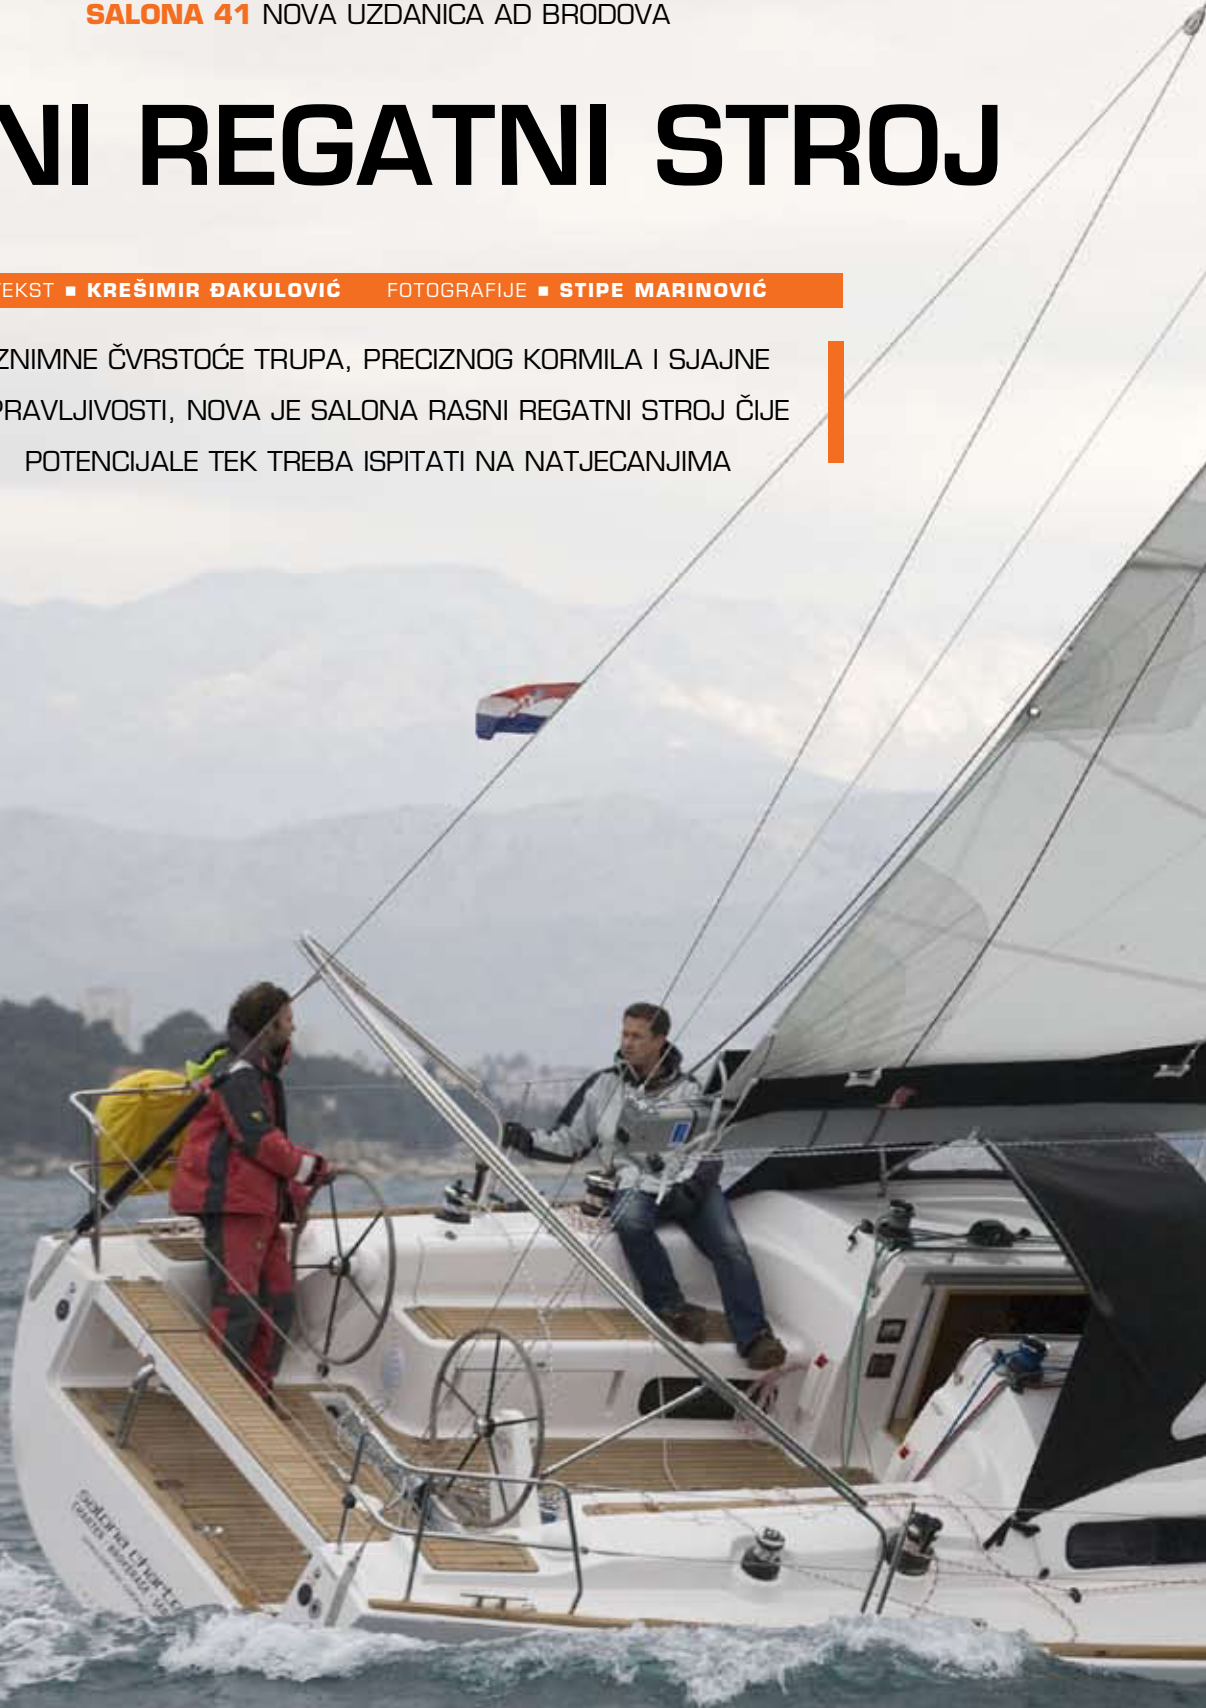 SALONA 41 NOVA UZDANICA AD BRODOVA
NI REGATNI STROJ
TEKST ■ KREŠIMIR ĐAKULOVIĆ FOTOGRAFIJE ■ STIPE MARINOVIĆ
ZNIMNE ČVRSTOĆE TRUPA, PRECIZNOG KORMILA I SJAJNE
PRAVLJIVOSTI, NOVA JE SALONA RASNI REGATNI STROJ ČIJE
POTENCIJALE TEK TREBA ISPITATI NA NATJECANJIMA